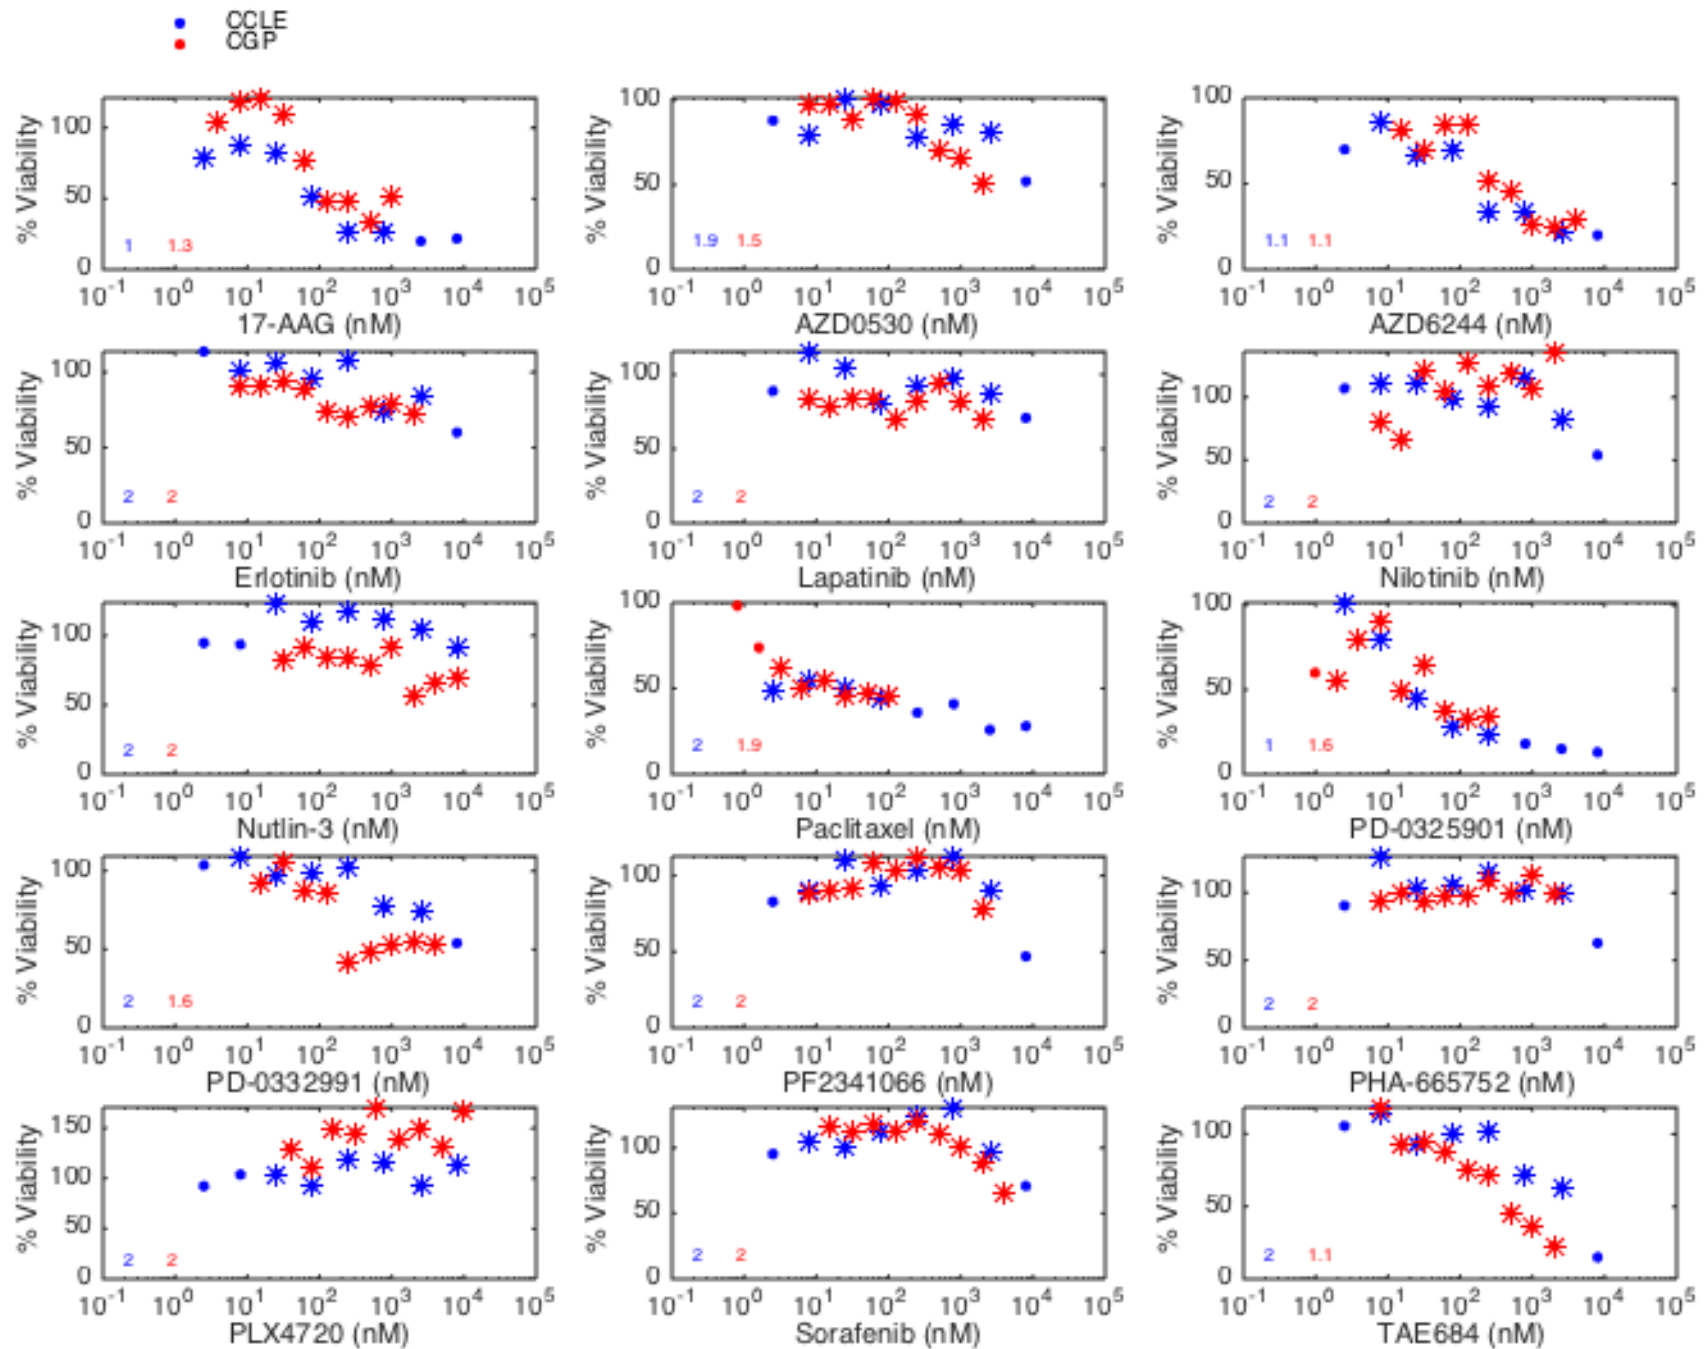 CCLE
CGP
% Viability 100 50 0 1 1.3 % Viability 100 50 0 1.9 1.5 % Viability 100 50 0 1.1 1.1
10^-1 10^0 10^1 10^2 10^3 10^4 10^5 10^-1 10^0 10^1 10^2 10^3 10^4 10^5 10^-1 10^0 10^1 10^2 10^3 10^4 10^5
17-AAG (nM) AZD0530 (nM) AZD6244 (nM)
% Viability 100 50 0 2 2 % Viability 100 50 0 2 2 % Viability 100 50 0 2 2
10^-1 10^0 10^1 10^2 10^3 10^4 10^5 10^-1 10^0 10^1 10^2 10^3 10^4 10^5 10^-1 10^0 10^1 10^2 10^3 10^4 10^5
Erlotinib (nM) Lapatinib (nM) Nilotinib (nM)
% Viability 100 50 0 2 2 % Viability 100 50 0 2 1.9 % Viability 100 50 0 1 1.6
10^-1 10^0 10^1 10^2 10^3 10^4 10^5 10^-1 10^0 10^1 10^2 10^3 10^4 10^5 10^-1 10^0 10^1 10^2 10^3 10^4 10^5
Nutlin-3 (nM) Paclitaxel (nM) PD-0325901 (nM)
% Viability 100 50 0 2 1.6 % Viability 100 50 0 2 2 % Viability 100 50 0 2 2
10^-1 10^0 10^1 10^2 10^3 10^4 10^5 10^-1 10^0 10^1 10^2 10^3 10^4 10^5 10^-1 10^0 10^1 10^2 10^3 10^4 10^5
PD-0332991 (nM) PF2341066 (nM) PHA-665752 (nM)
% Viability 150 100 50 0 2 2 % Viability 100 50 0 2 2 % Viability 100 50 0 2 1.1
10^-1 10^0 10^1 10^2 10^3 10^4 10^5 10^-1 10^0 10^1 10^2 10^3 10^4 10^5 10^-1 10^0 10^1 10^2 10^3 10^4 10^5
PLX4720 (nM) Sorafenib (nM) TAE684 (nM)